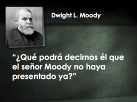 Dwight L. Moody
“¿Qué podrá decirnos él que
el señor Moody no haya
presentado ya?”